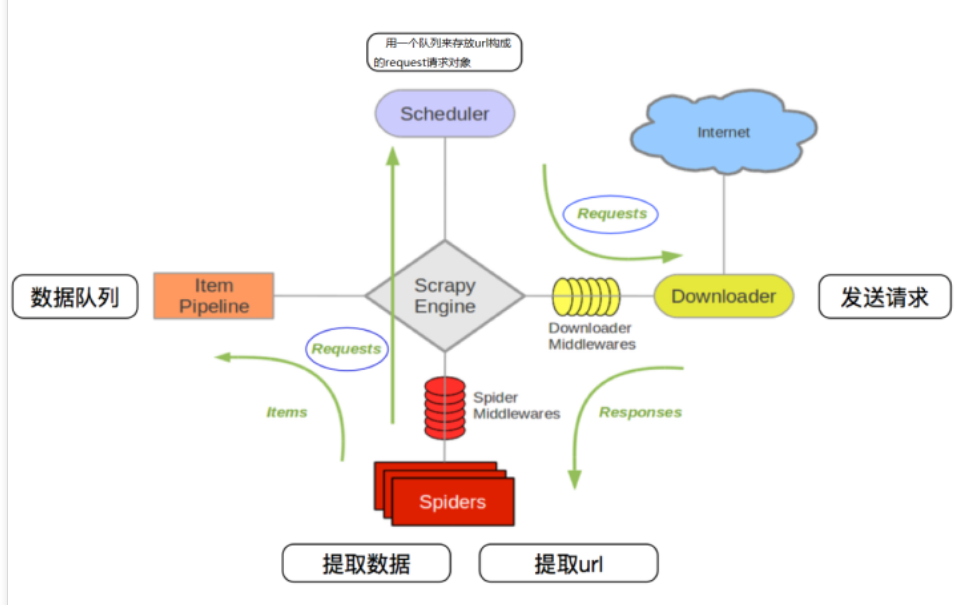 用一个队列来存放url构成
的request请求对象
Scheduler
Internet
Requests
数据队列
Item
Pipeline
Scrapy
Engine
Downloader
发送请求
Downloader
Middlewares
Requests
Items
Spider
Middlewares
Responses
Spiders
提取数据
提取url